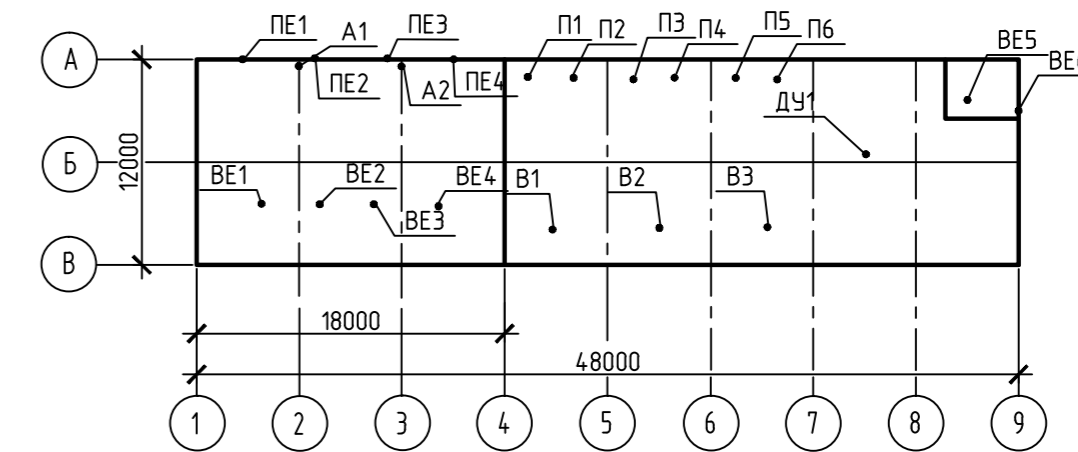 ПЕ1 А1 ПЕ3 П1 П2 П3 П4 П5 П6 ВЕ5
А ПЕ2 А2 ПЕ4 ДУ1
Б 12000
ВЕ1 ВЕ2 ВЕ3 ВЕ4 В1 В2 В3
В
18000
48000
1 2 3 4 5 6 7 8 9